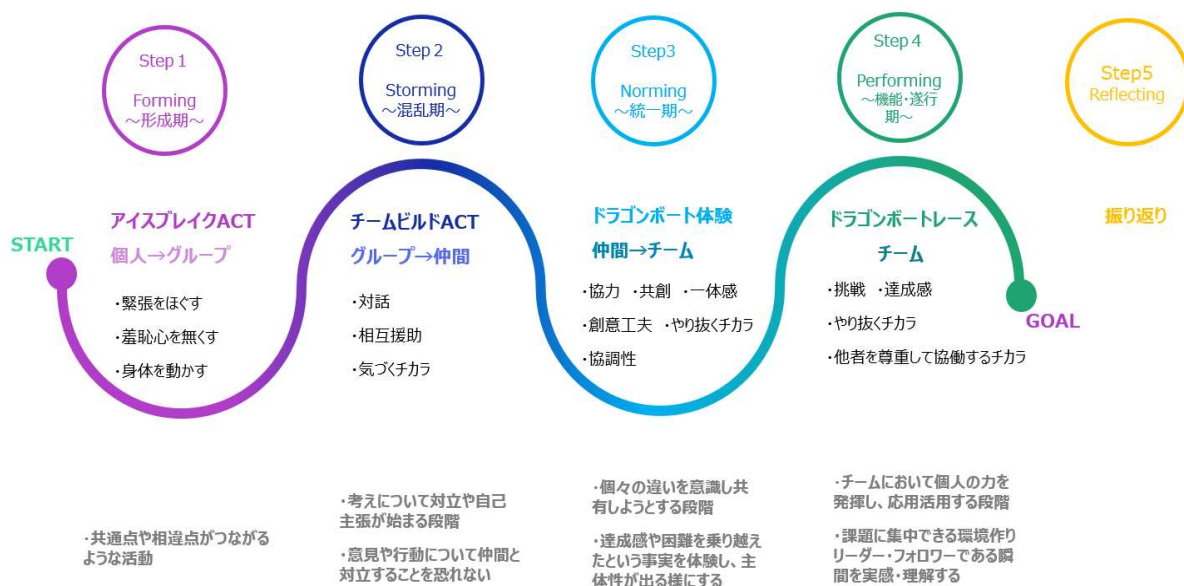 Step 1
Forming
～形成期～
Step 2
Storming
～混乱期～
Step3
Norming
～統一期～
Step 4
Performing
～機能・遂行
期～
Step5
Reflecting
START
アイスブレイクACT
個人→グループ
・緊張をほぐす
・羞恥心を無くす
・身体を動かす
チームビルドACT
グループ→仲間
・対話
・相互援助
・気づくチカラ
ドラゴンボート体験
仲間→チーム
・協力 ・共創 ・一体感
・創意工夫 ・やり抜くチカラ
・協調性
ドラゴンボートレース
チーム
・挑戦 ・達成感
・やり抜くチカラ
・他者を尊重して協働するチカラ
GOAL
振り返り
・共通点や相違点がつながる
ような活動
・考えについて対立や自己
主張が始まる段階
・意見や行動について仲間と
対立することを恐れない
・個々の違いを意識し共
有しようとする段階
・達成感や困難を乗り越え
たという事実を体験し、主
体性が出る様にする
・チームにおいて個人の力を
発揮し、応用活用する段階
・課題に集中できる環境作り
リーダー・フォロワーである瞬
間を実感・理解する